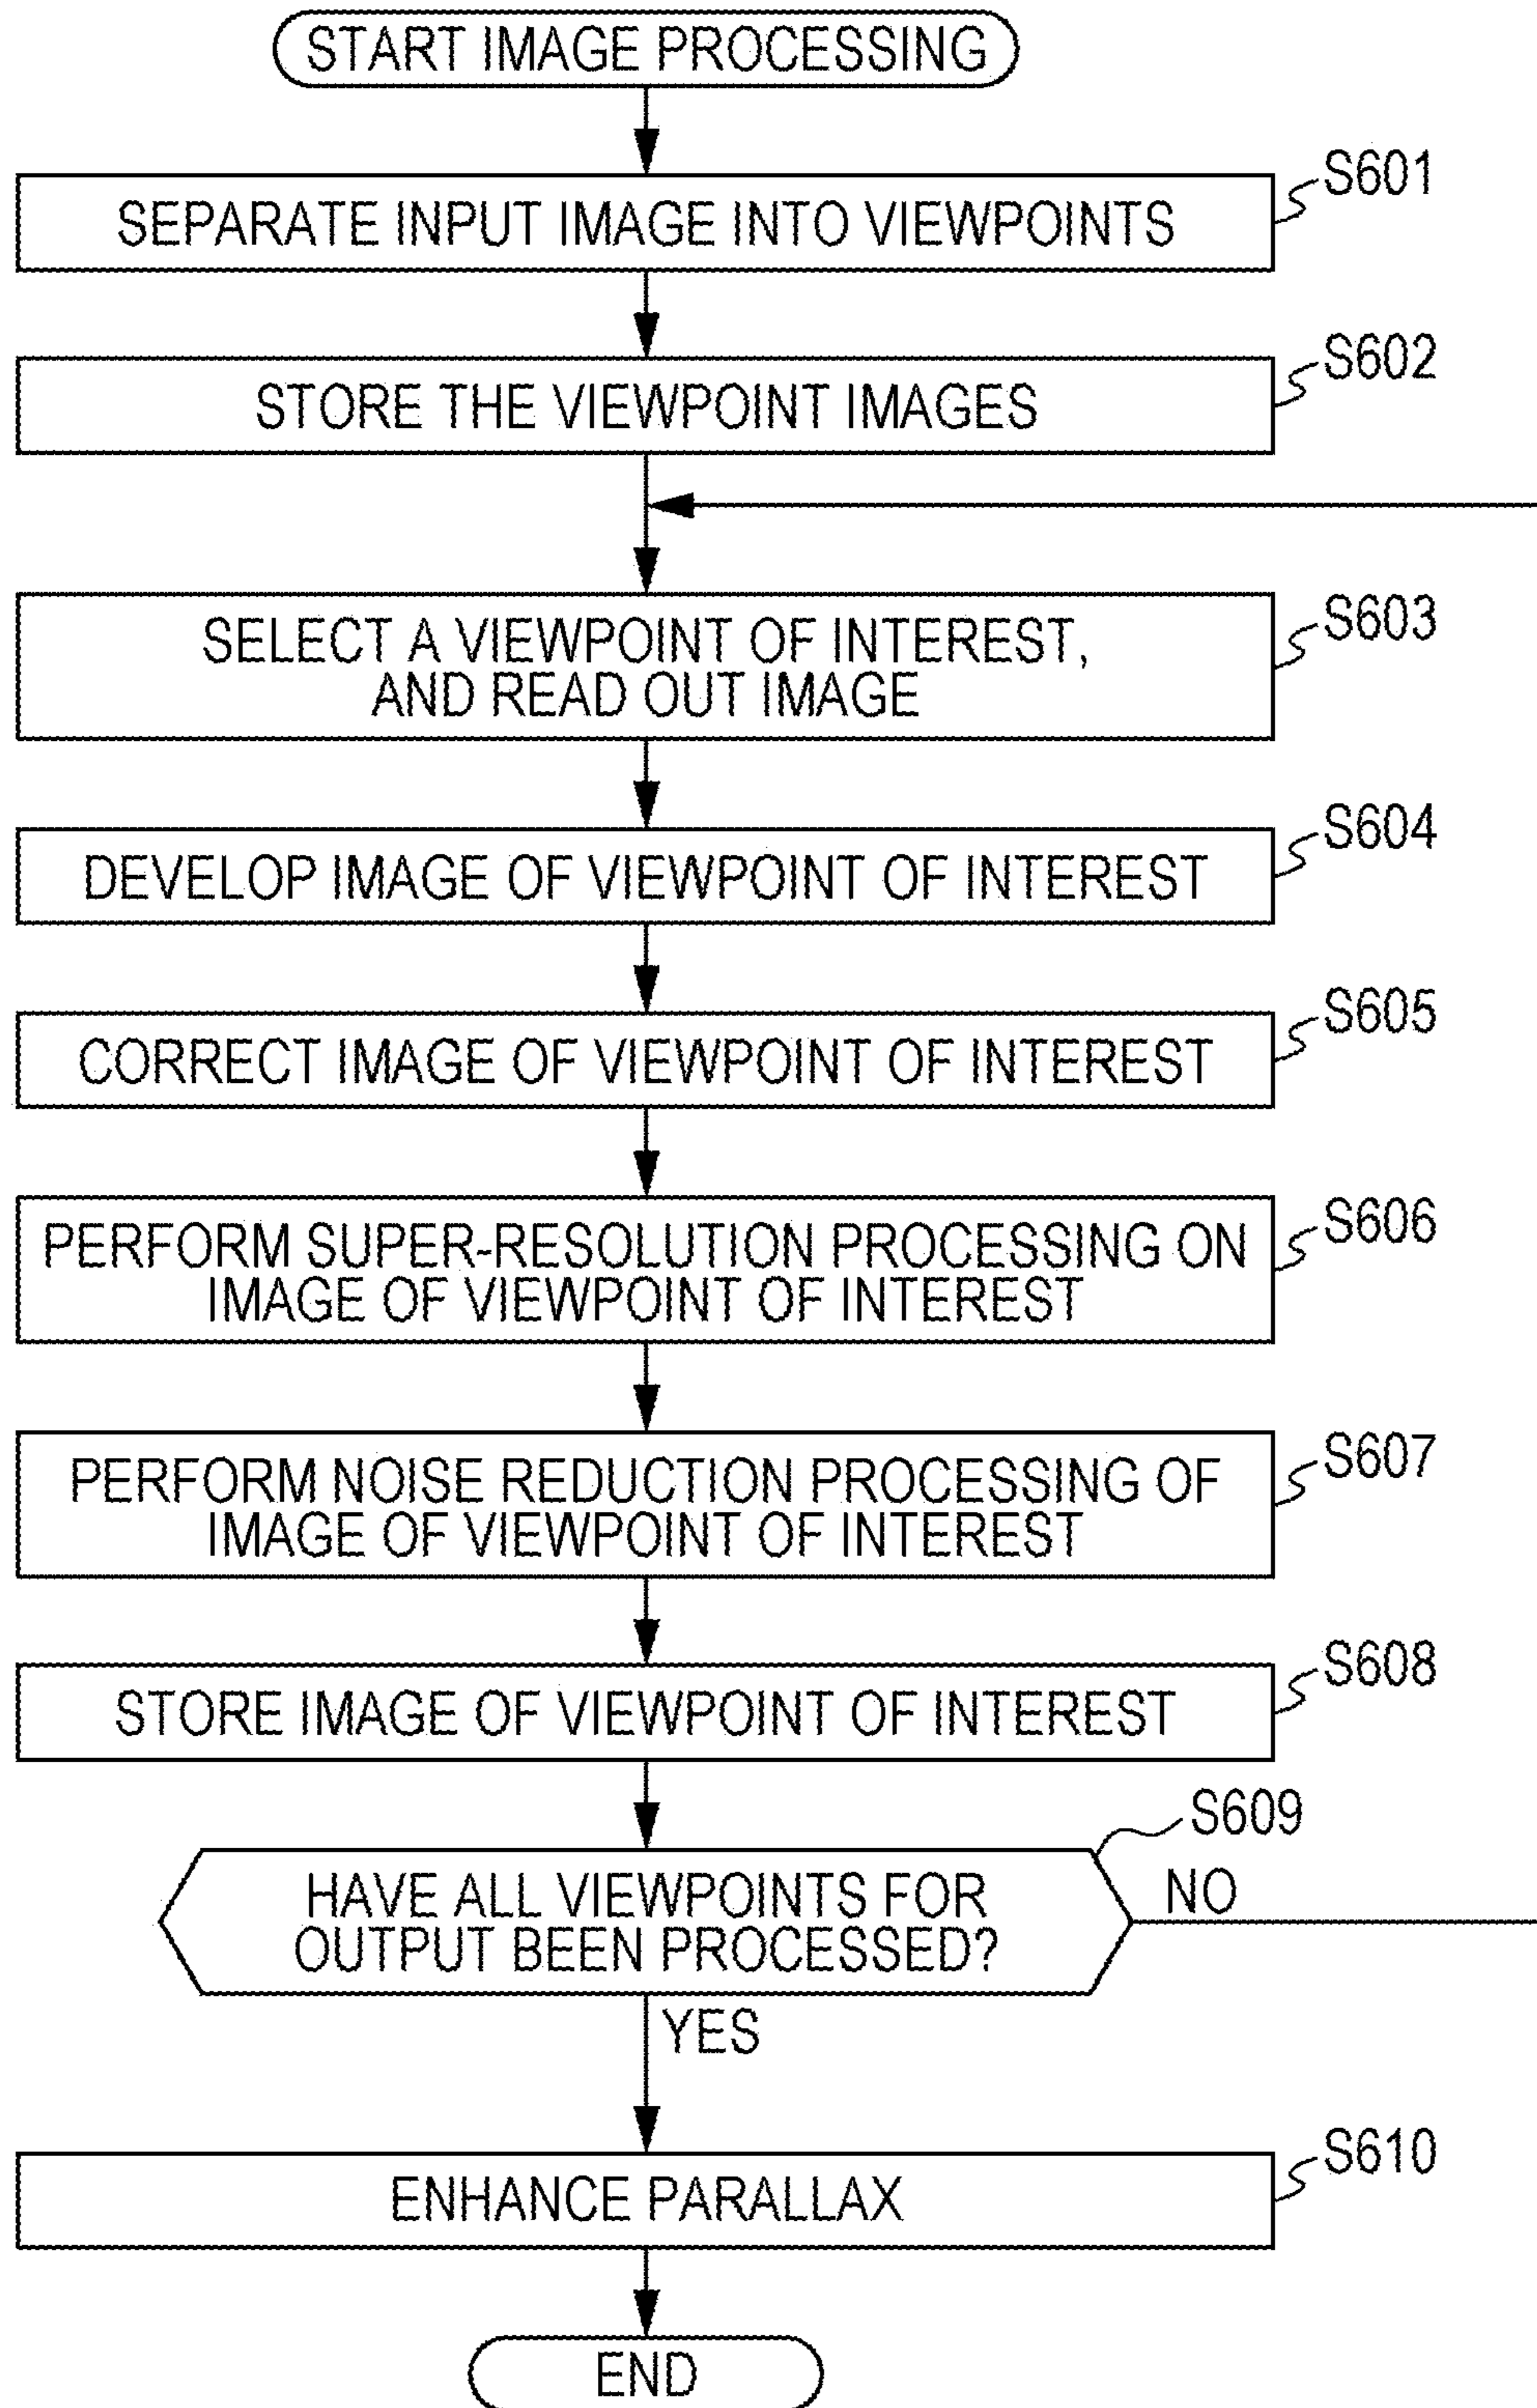 START IMAGE PROCESSING
S601
SEPARATE INPUT IMAGE INTO VIEWPOINTS
S602
STORE THE VIEWPOINT IMAGES
S603
SELECT A VIEWPOINT OF INTEREST,
AND READ OUT IMAGE
S604
DEVELOP IMAGE OF VIEWPOINT OF INTEREST
S605
CORRECT IMAGE OF VIEWPOINT OF INTEREST
S606
PERFORM SUPER-RESOLUTION PROCESSING ON
IMAGE OF VIEWPOINT OF INTEREST
S607
PERFORM NOISE REDUCTION PROCESSING OF
IMAGE OF VIEWPOINT OF INTEREST
S608
STORE IMAGE OF VIEWPOINT OF INTEREST
S609
HAVE ALL VIEWPOINTS FOR
OUTPUT BEEN PROCESSED?
NO
YES
S610
ENHANCE PARALLAX
END